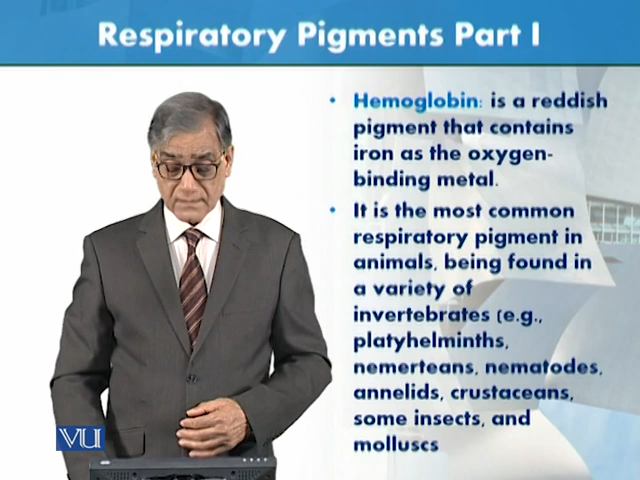 Respiratory Pigments Part I
• Hemoglobin: is a reddish
pigment that contains
iron as the oxygen-
binding metal.
• It is the most common
respiratory pigment in
animals, being found in
a variety of
invertebrates (e.g.,
platyhelminths,
nemerteans, nematodes,
annelids, crustaceans,
some insects, and
molluscs
VU